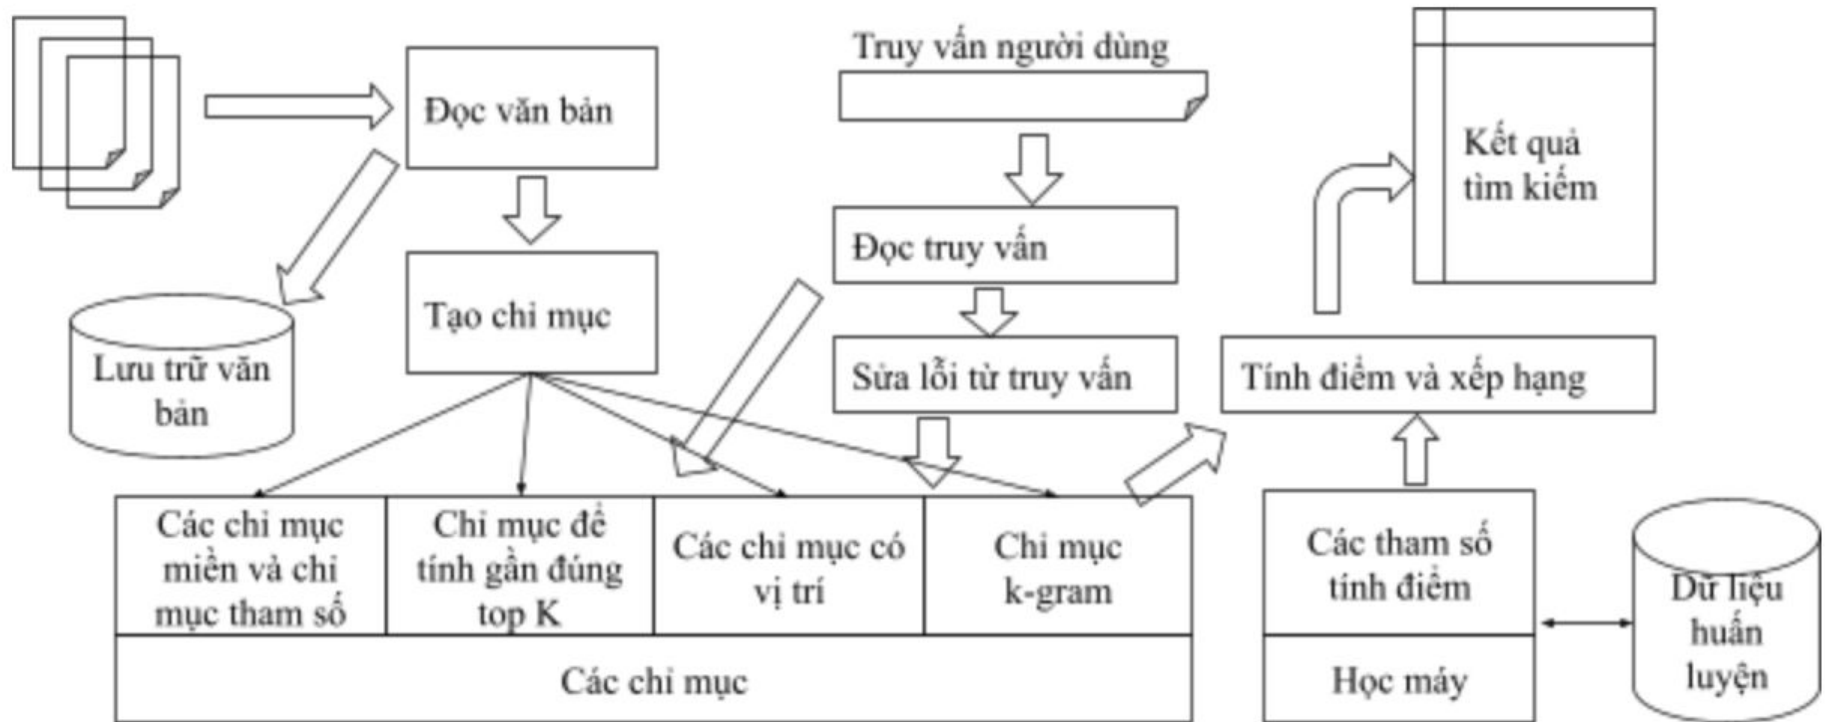 Truy vấn người dùng
Đọc văn bản
Kết quả
tìm kiếm
Đọc truy vấn
Tạo chỉ mục
Lưu trữ văn
bản
Sửa lỗi từ truy vấn
Tính điểm và xếp hạng
Các chỉ mục
miền và chỉ
mục tham số
Chỉ mục để
tính gần đúng
top K
Các chỉ mục có
vị trí
Chỉ mục
k-gram
Các tham số
tính điểm
Dữ liệu
huấn
luyện
Các chỉ mục
Học máy